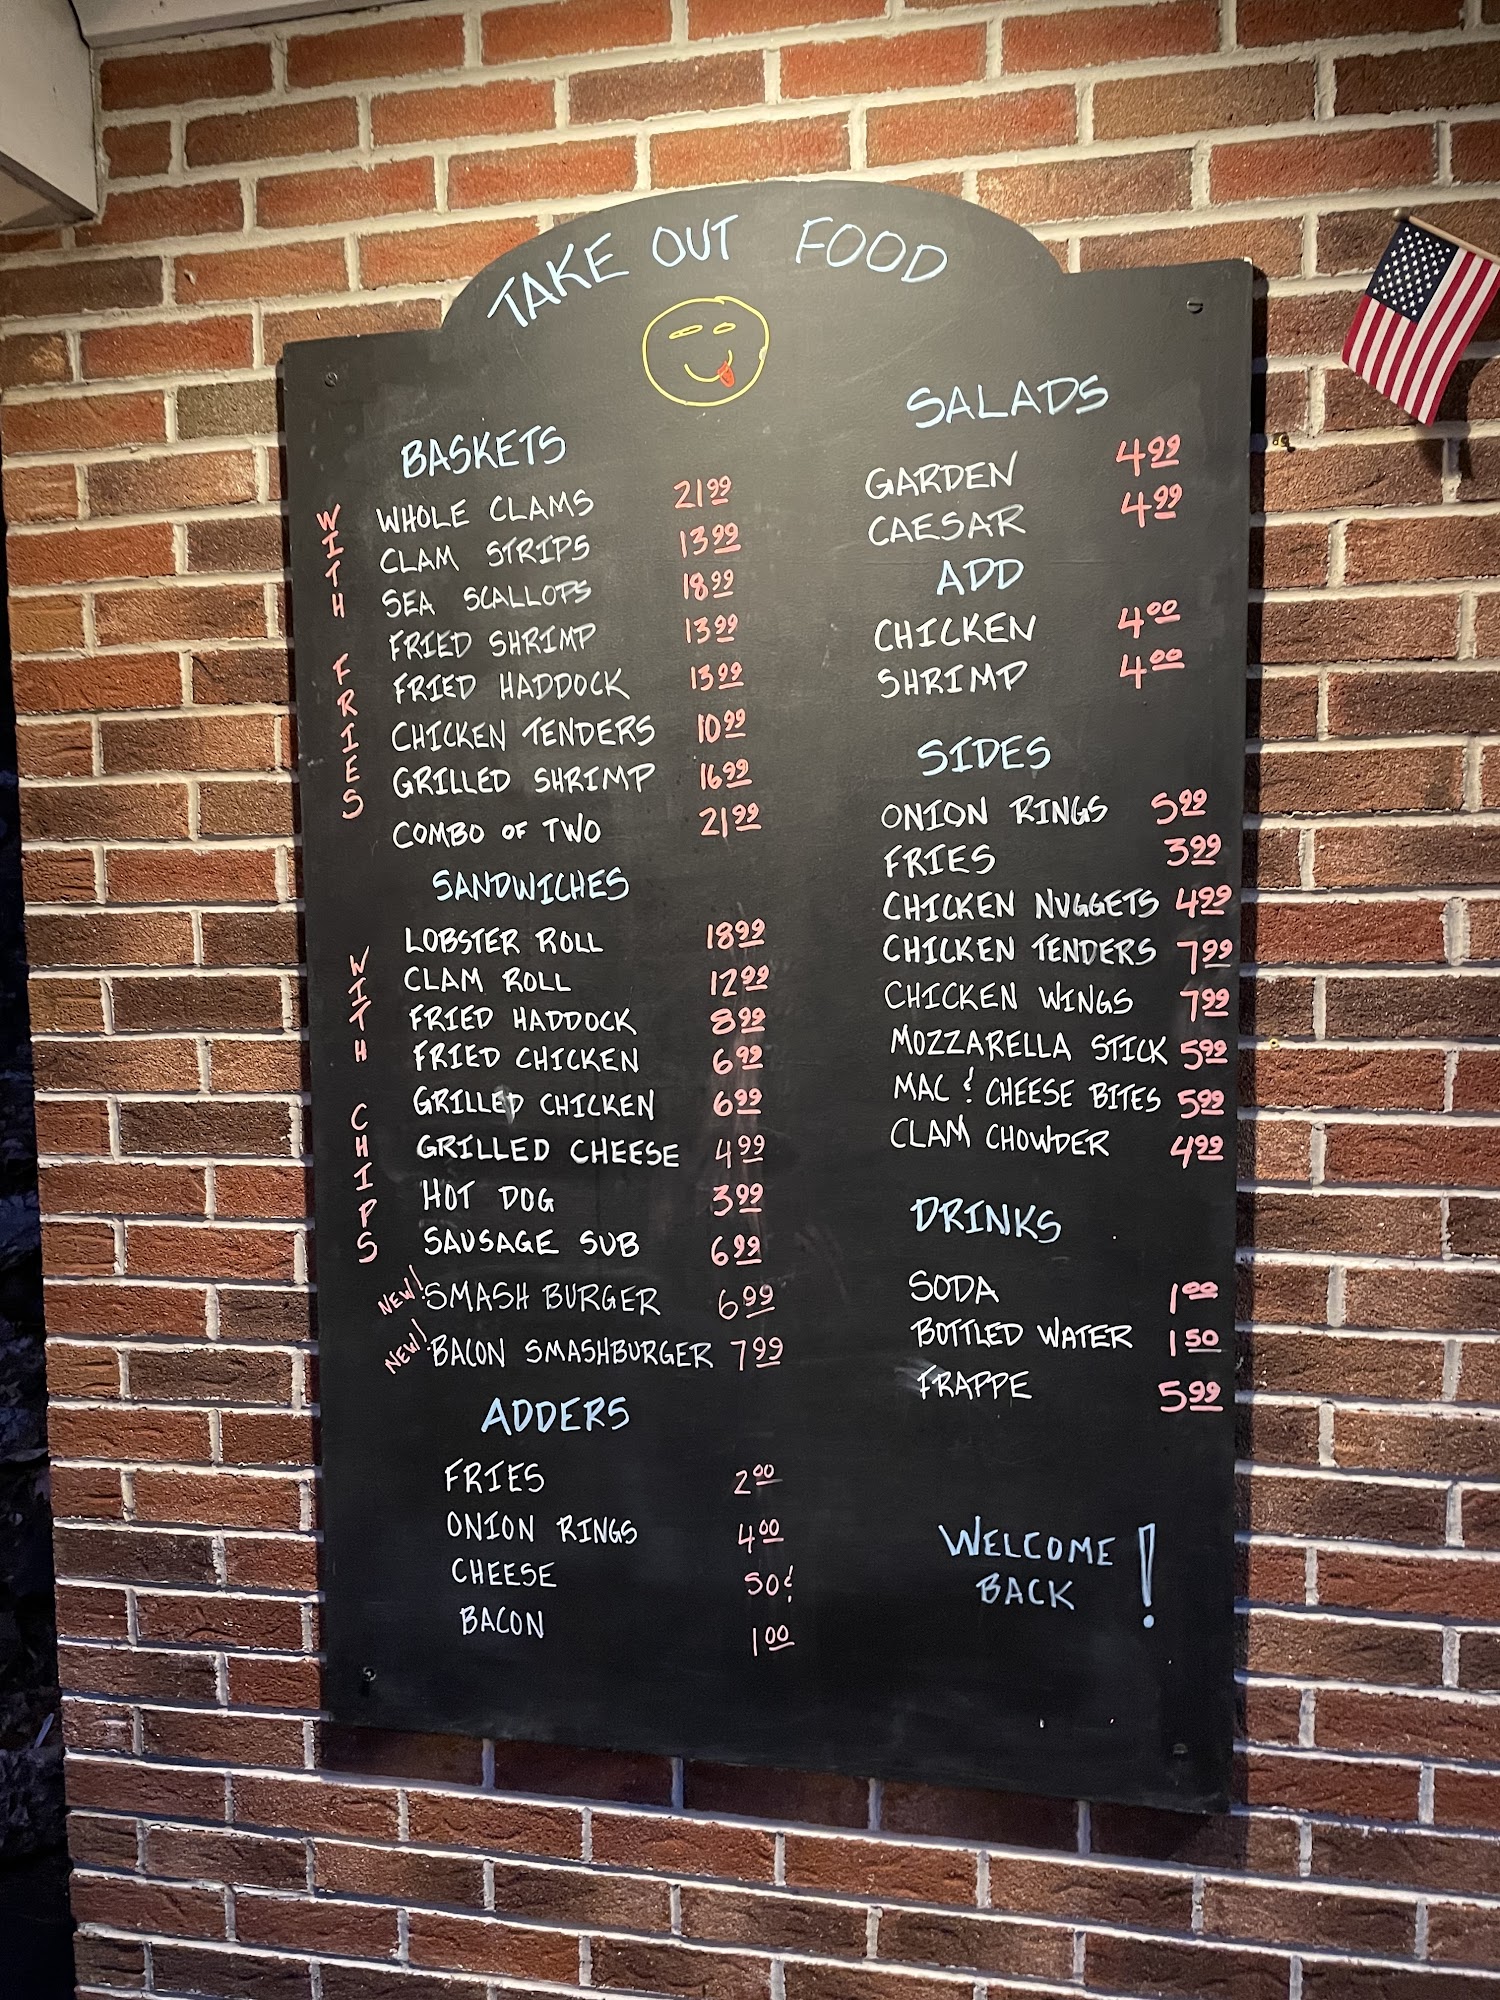 TAKE OUT FOOD
BASKETS
WITH FRIES
WHOLE CLAMS 21.99
CLAM STRIPS 13.99
SEA SCALLOPS 18.99
FRIED SHRIMP 13.99
FRIED HADDOCK 13.99
CHICKEN TENDERS 10.99
GRILLED SHRIMP 16.99
COMBO OF TWO 21.99
SANDWICHES
WITH CHIPS
LOBSTER ROLL 18.99
CLAM ROLL 12.99
FRIED HADDOCK 8.99
FRIED CHICKEN 6.99
GRILLED CHICKEN 6.99
GRILLED CHEESE 4.99
HOT DOG 3.99
SAUSAGE SUB 6.99
NEW! SMASH BURGER 6.99
NEW! BACON SMASHBURGER 7.99
ADDERS
FRIES 2.00
ONION RINGS 4.00
CHEESE 50¢
BACON 1.00
SALADS
GARDEN 4.99
CAESAR 4.99
ADD
CHICKEN 4.00
SHRIMP 4.00
SIDES
ONION RINGS 5.99
FRIES 3.99
CHICKEN NUGGETS 4.99
CHICKEN TENDERS 7.99
CHICKEN WINGS 7.99
MOZZARELLA STICK 5.99
MAC & CHEESE BITES 5.99
CLAM CHOWDER 4.99
DRINKS
SODA 1.00
BOTTLED WATER 1.50
FRAPPE 5.99
WELCOME
BACK !